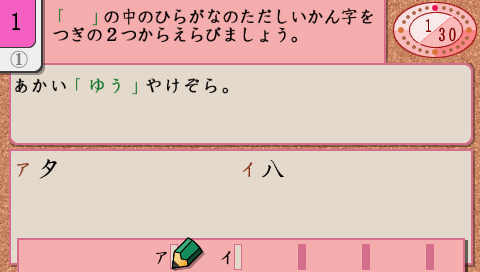 1
①
「　」の中のひらがなのただしいかん字を
つぎの２つからえらびましょう。
1
30
あかい「ゆう」やけぞら。
ア 夕
イ 八
ア イ